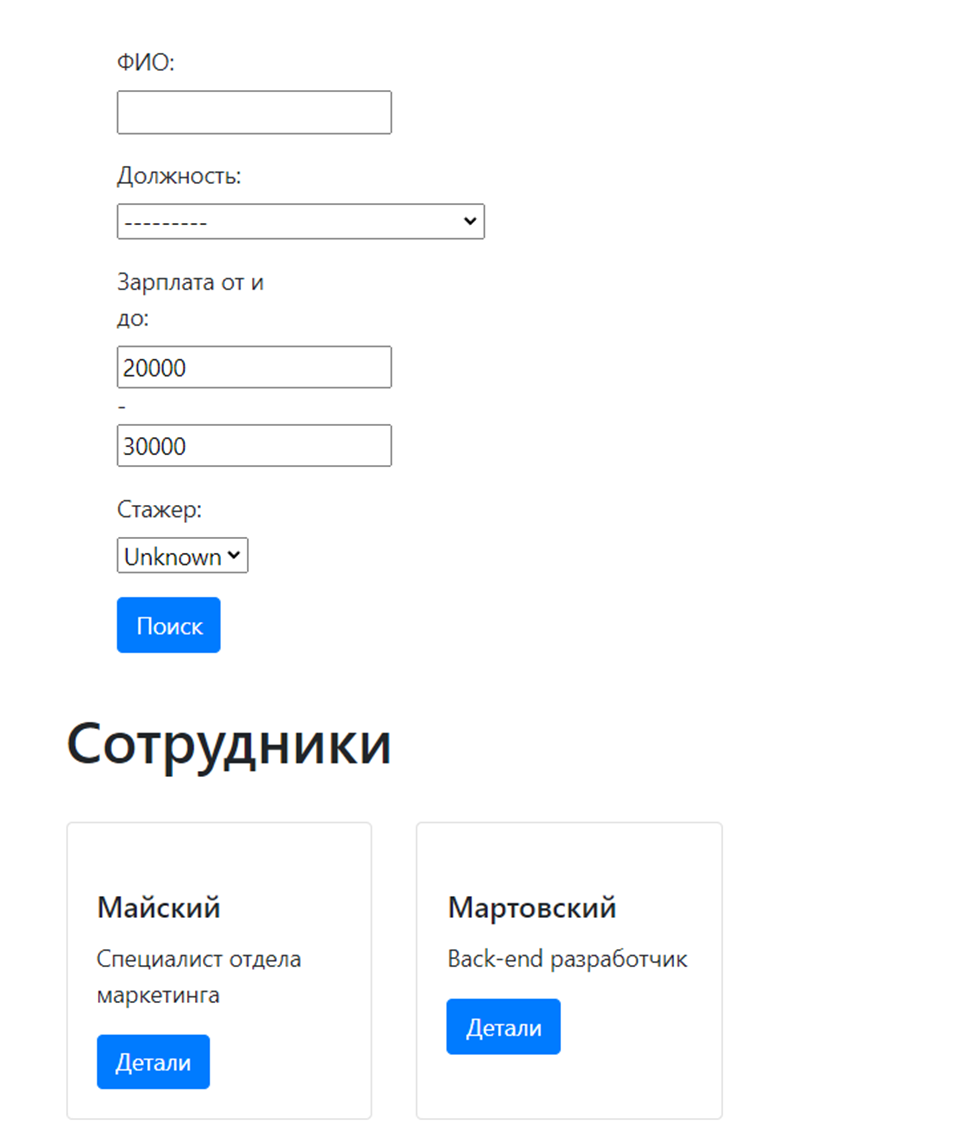 ФИО:
Должность:
---------
Зарплата от и
до:
20000
-
30000
Стажер:
Unknown
Поиск
Сотрудники
Майский
Специалист отдела
маркетинга
Детали
Мартовский
Back-end разработчик
Детали